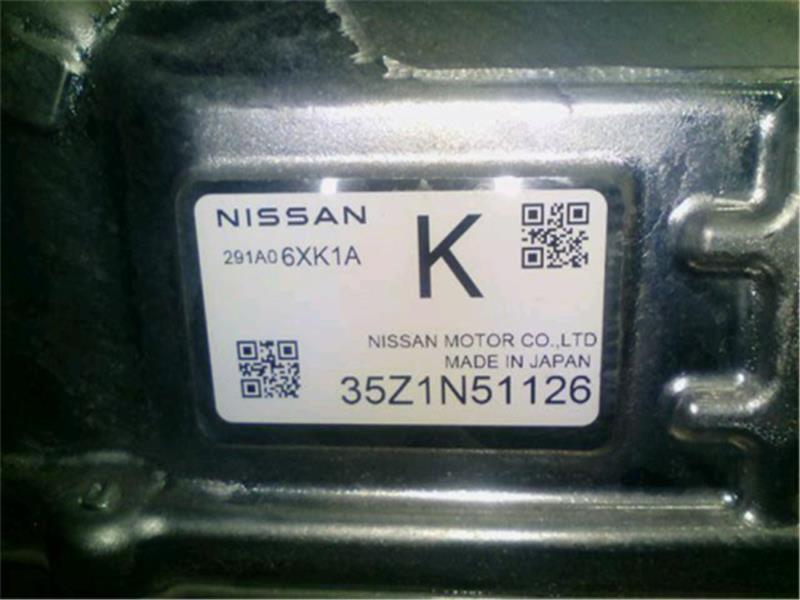 NISSAN
291A0 6XK1A
K
NISSAN MOTOR CO.,LTD
MADE IN JAPAN
35Z1N51126